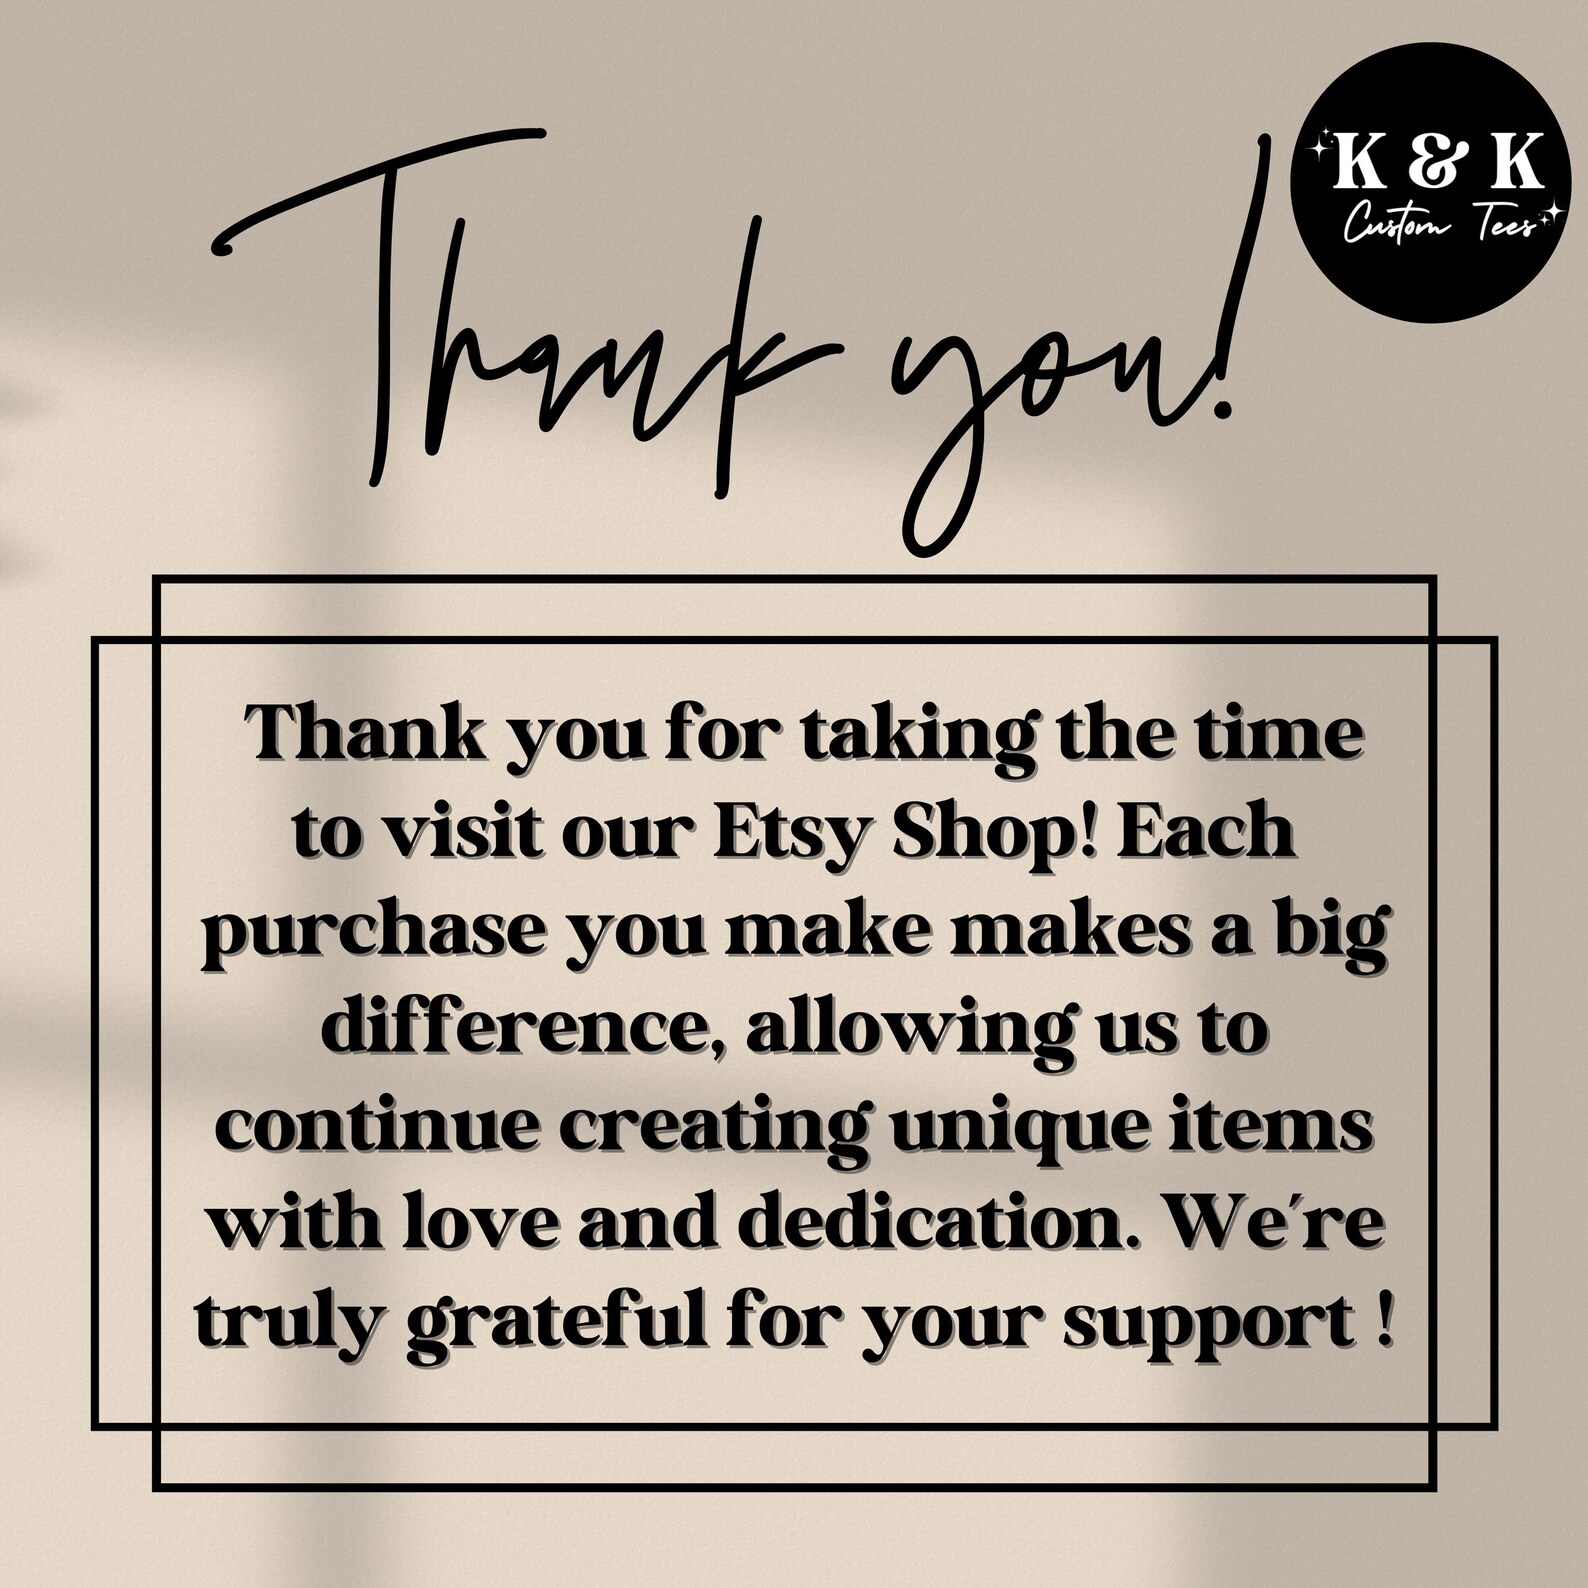 K & K
Custom Tees
Thank you!
Thank you for taking the time
to visit our Etsy Shop! Each
purchase you make makes a big
difference, allowing us to
continue creating unique items
with love and dedication. We're
truly grateful for your support !